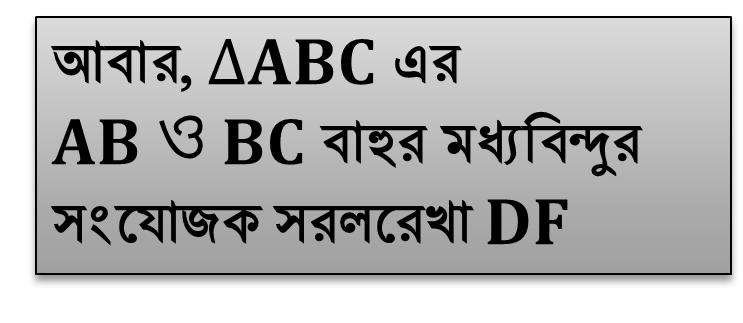 আবার, ΔABC এর
AB ও BC বাহুর মধ্যবিন্দুর
সংযোজক সরলরেখা DF